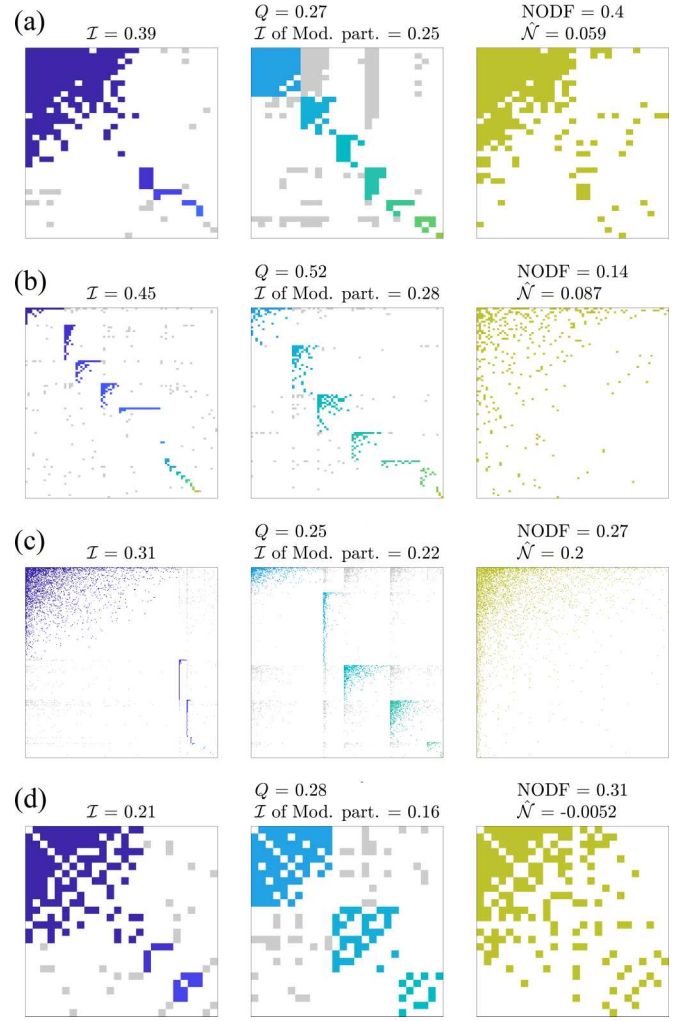 (a)
𝓘 = 0.39
Q = 0.27
𝓘 of Mod. part. = 0.25
NODF = 0.4
𝒩̂ = 0.059
(b)
𝓘 = 0.45
Q = 0.52
𝓘 of Mod. part. = 0.28
NODF = 0.14
𝒩̂ = 0.087
(c)
𝓘 = 0.31
Q = 0.25
𝓘 of Mod. part. = 0.22
NODF = 0.27
𝒩̂ = 0.2
(d)
𝓘 = 0.21
Q = 0.28
𝓘 of Mod. part. = 0.16
NODF = 0.31
𝒩̂ = -0.0052